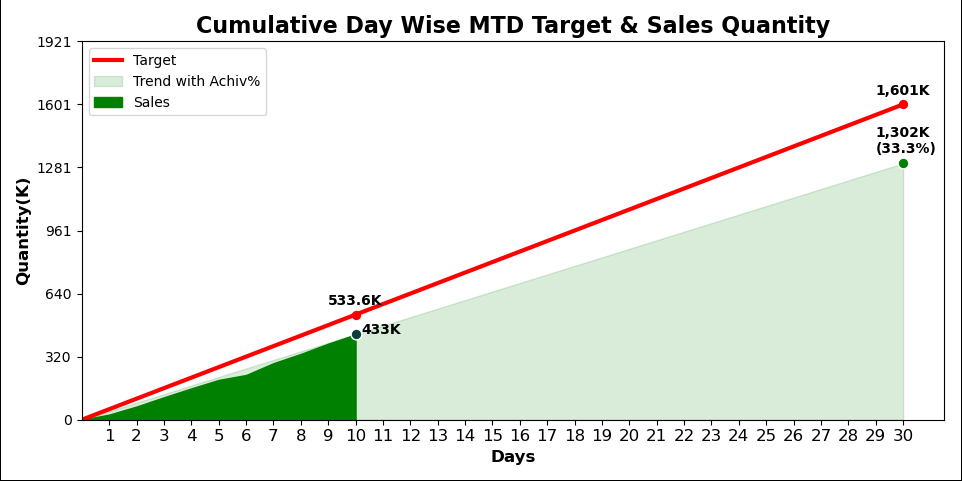 Cumulative Day Wise MTD Target & Sales Quantity
1921
1601
1281
961
640
320
0
Quantity(K)
Target
Trend with Achiv%
Sales
1,601K
1,302K
(33.3%)
533.6K
433K
1 2 3 4 5 6 7 8 9 10 11 12 13 14 15 16 17 18 19 20 21 22 23 24 25 26 27 28 29 30
Days